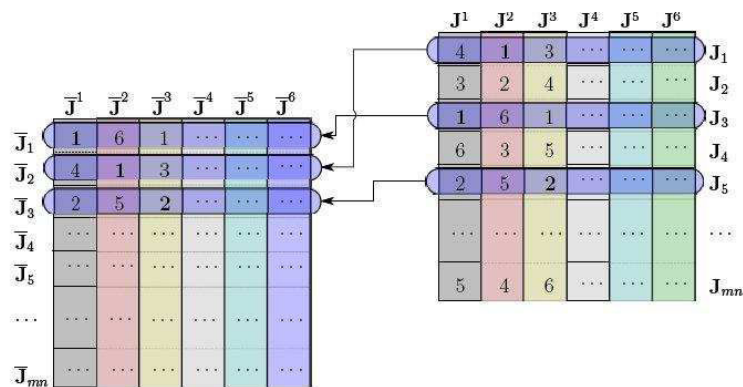 J¹ J² J³ J⁴ J⁵ J⁶
4 1 3 ... ... ... J₁
3 2 4 ... ... ... J₂
1 6 1 ... ... ... J₃
6 3 5 ... ... ... J₄
2 5 2 ... ... ... J₅
... ... ... ... ... ... ...
5 4 6 ... ... ... Jₘₙ
J̅¹ J̅² J̅³ J̅⁴ J̅⁵ J̅⁶
J̅₁ 1 6 1 ... ... ...
J̅₂ 4 1 3 ... ... ...
J̅₃ 2 5 2 ... ... ...
J̅₄ ... ... ... ... ... ...
J̅₅ ... ... ... ... ... ...
... ... ... ... ... ... ...
J̅ₘₙ ... ... ... ... ... ...